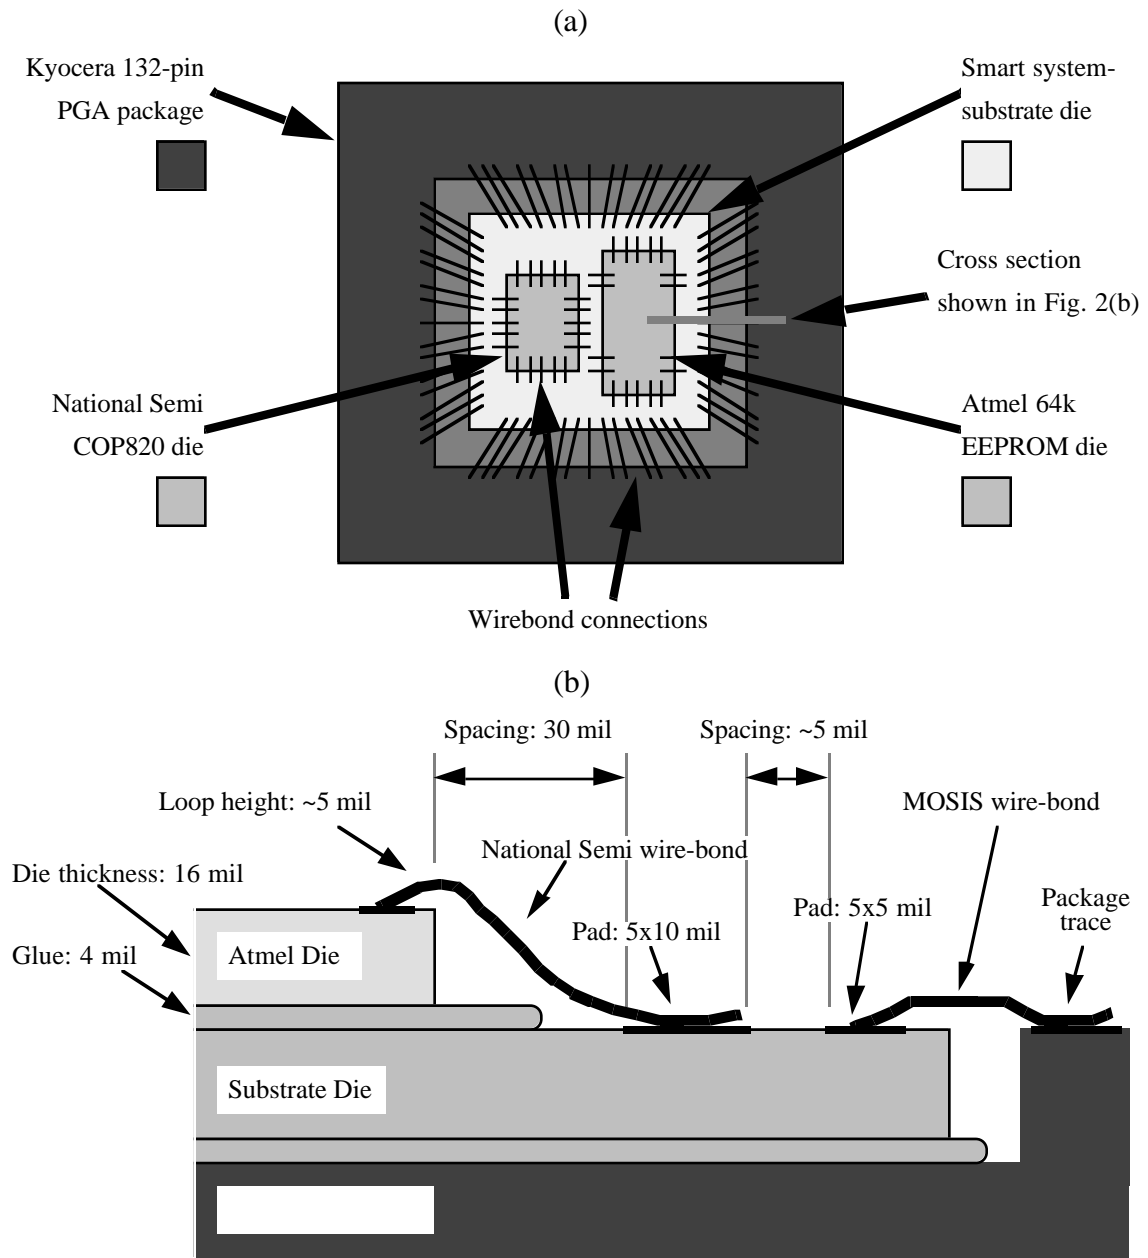 (a)
Kyocera 132-pin
PGA package
Smart system-
substrate die
Cross section
shown in Fig. 2(b)
National Semi
COP820 die
Atmel 64k
EEPROM die
Wirebond connections
(b)
Spacing: 30 mil
Spacing: ~5 mil
Loop height: ~5 mil
MOSIS wire-bond
National Semi wire-bond
Die thickness: 16 mil
Pad: 5x10 mil
Pad: 5x5 mil
Package
trace
Glue: 4 mil
Atmel Die
Substrate Die